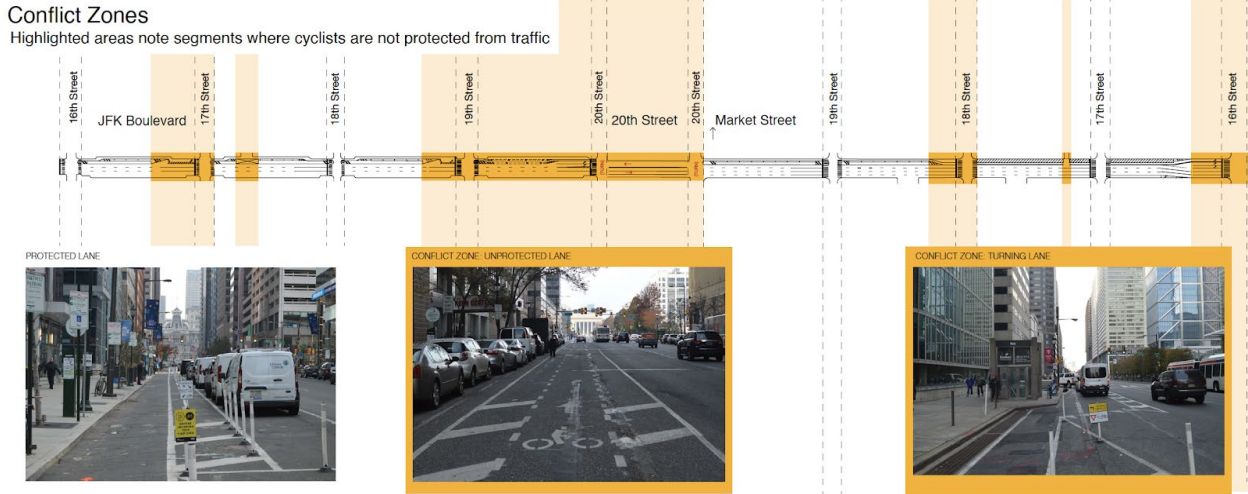 Conflict Zones
Highlighted areas note segments where cyclists are not protected from traffic
16th Street
JFK Boulevard
17th Street
18th Street
19th Street
20th Street
20th Street
20th Street
Market Street
19th Street
18th Street
17th Street
16th Street
PROTECTED LANE
CONFLICT ZONE: UNPROTECTED LANE
CONFLICT ZONE: TURNING LANE